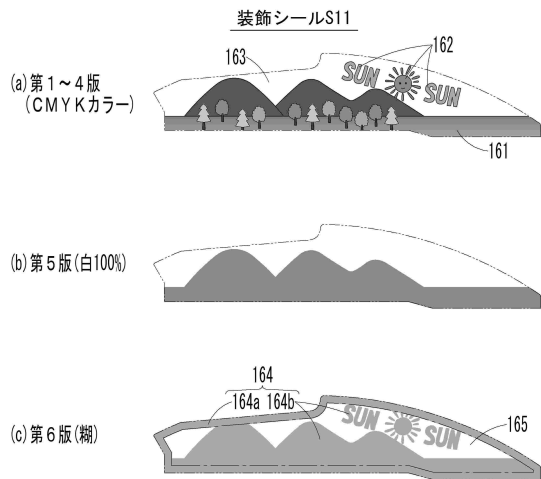 装飾シールS11
(a)第1～4版
(CMYKカラー)
163
162
SUN
SUN
161
(b)第5版(白100%)
164
164a 164b
(c)第6版(糊)
SUN
SUN
165